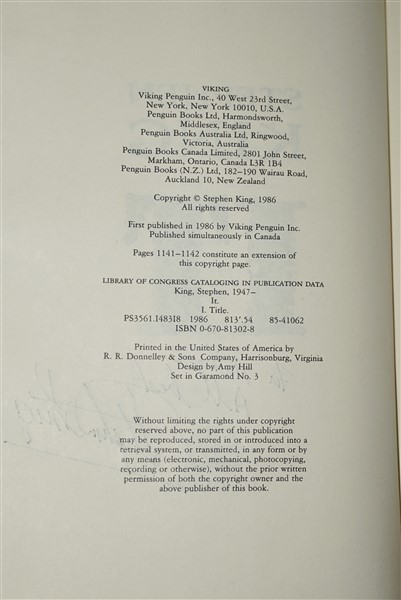 VIKING
Viking Penguin Inc., 40 West 23rd Street,
New York, New York 10010, U.S.A.
Penguin Books Ltd, Harmondsworth,
Middlesex, England
Penguin Books Australia Ltd, Ringwood,
Victoria, Australia
Penguin Books Canada Limited, 2801 John Street,
Markham, Ontario, Canada L3R 1B4
Penguin Books (N.Z.) Ltd, 182–190 Wairau Road,
Auckland 10, New Zealand
Copyright © Stephen King, 1986
All rights reserved
First published in 1986 by Viking Penguin Inc.
Published simultaneously in Canada
Pages 1141–1142 constitute an extension of
this copyright page.
LIBRARY OF CONGRESS CATALOGING IN PUBLICATION DATA
King, Stephen, 1947–
It.
I. Title.
PS3561.I483I8 1986 813'.54 85-41062
ISBN 0-670-81302-8
Printed in the United States of America by
R. R. Donnelley & Sons Company, Harrisonburg, Virginia
Design by Amy Hill
Set in Garamond No. 3
Without limiting the rights under copyright
reserved above, no part of this publication
may be reproduced, stored in or introduced into a
retrieval system, or transmitted, in any form or by
any means (electronic, mechanical, photocopying,
recording or otherwise), without the prior written
permission of both the copyright owner and the
above publisher of this book.